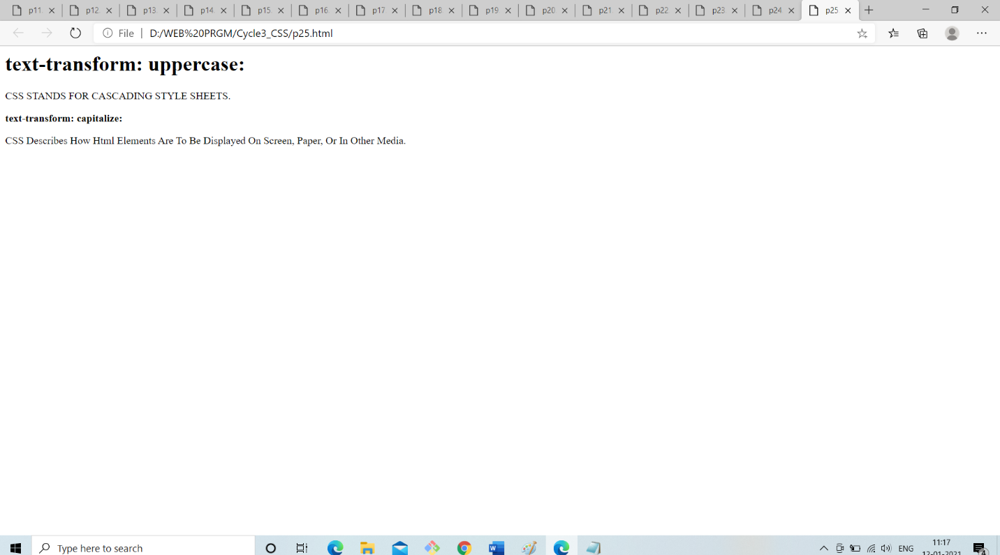 p11. p12. p13. p14. p15. p16. p17. p18. p19. p20. p21. p22. p23. p24. p25.
File | D:/WEB%20PRGM/Cycle3_CSS/p25.html
text-transform: uppercase:
CSS STANDS FOR CASCADING STYLE SHEETS.
text-transform: capitalize:
CSS Describes How Html Elements Are To Be Displayed On Screen, Paper, Or In Other Media.
Type here to search
ENG
11:17
12-01-2021
4